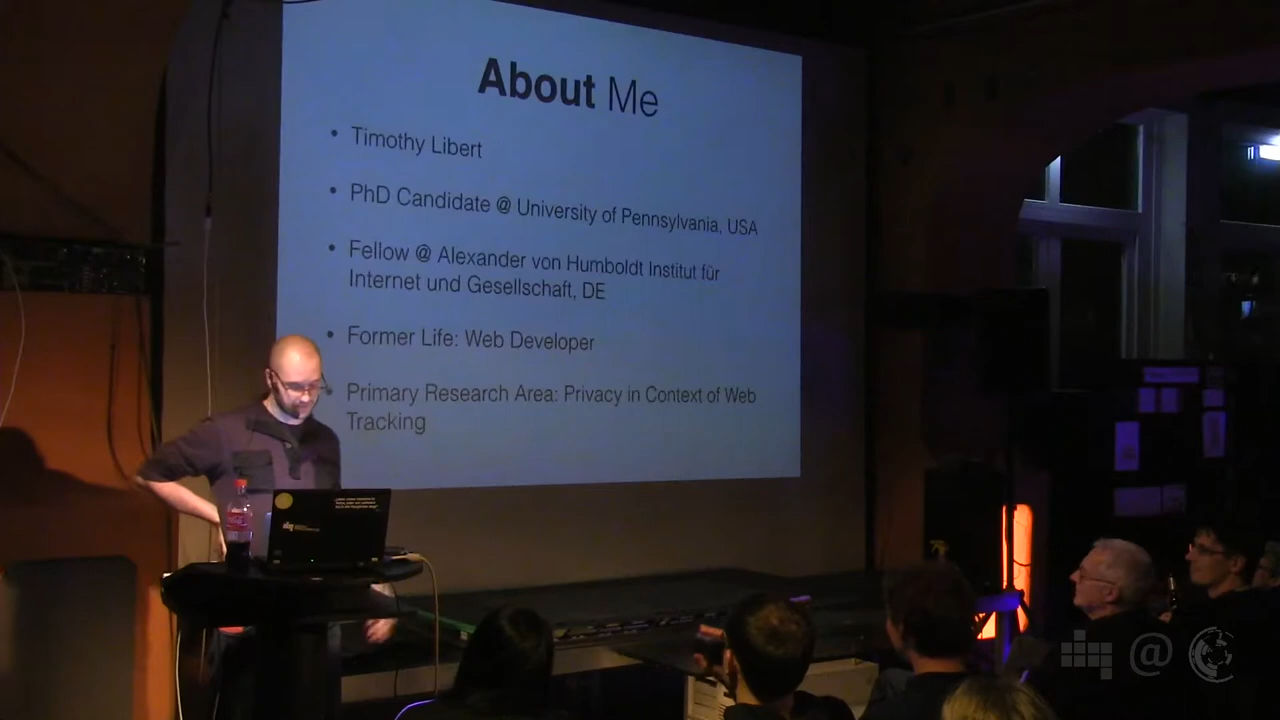 About Me
• Timothy Libert
• PhD Candidate @ University of Pennsylvania, USA
• Fellow @ Alexander von Humboldt Institut für
Internet und Gesellschaft, DE
• Former Life: Web Developer
Primary Research Area: Privacy in Context of Web
Tracking
@